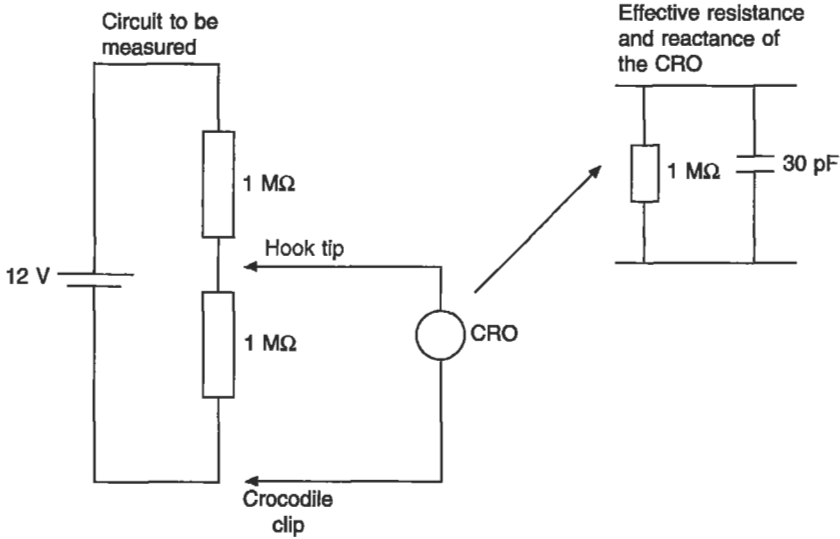 Circuit to be
measured
Effective resistance
and reactance of
the CRO
1 MΩ
30 pF
1 MΩ
Hook tip
12 V
CRO
1 MΩ
Crocodile
clip